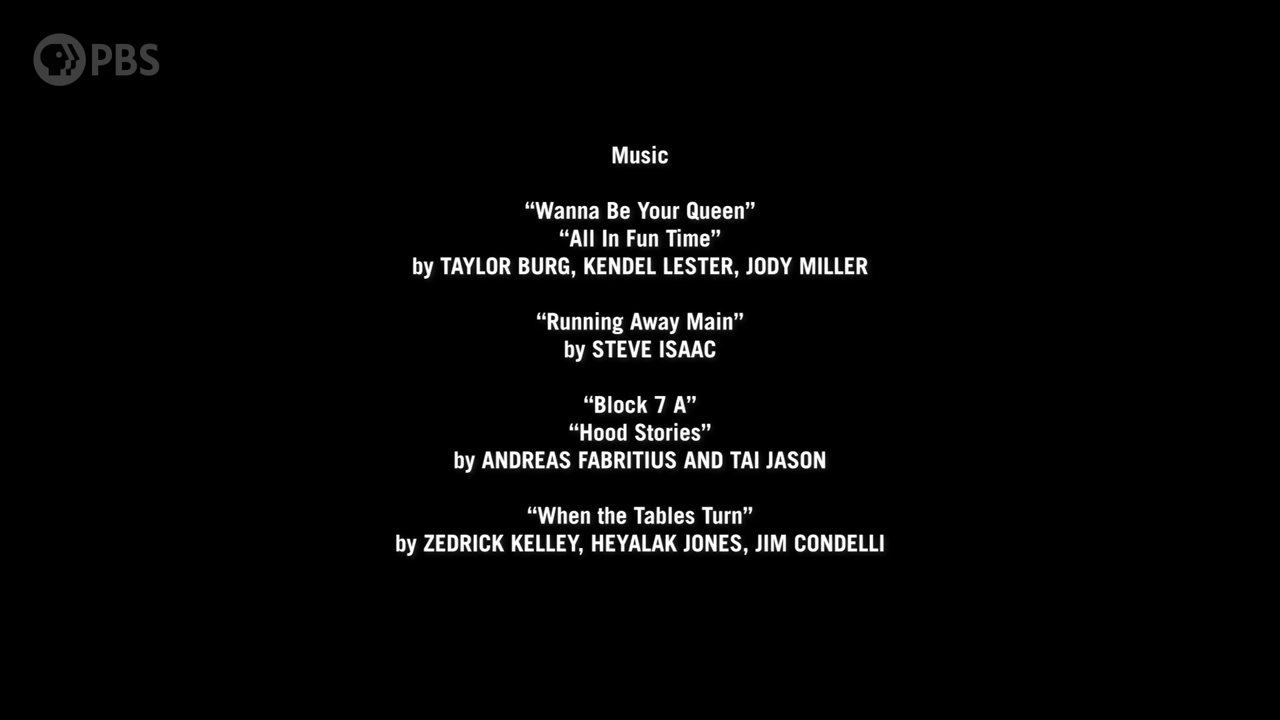 PBS
Music
“Wanna Be Your Queen”
“All In Fun Time”
by TAYLOR BURG, KENDEL LESTER, JODY MILLER
“Running Away Main”
by STEVE ISAAC
“Block 7 A”
“Hood Stories”
by ANDREAS FABRITIUS AND TAI JASON
“When the Tables Turn”
by ZEDRICK KELLEY, HEYALAK JONES, JIM CONDELLI